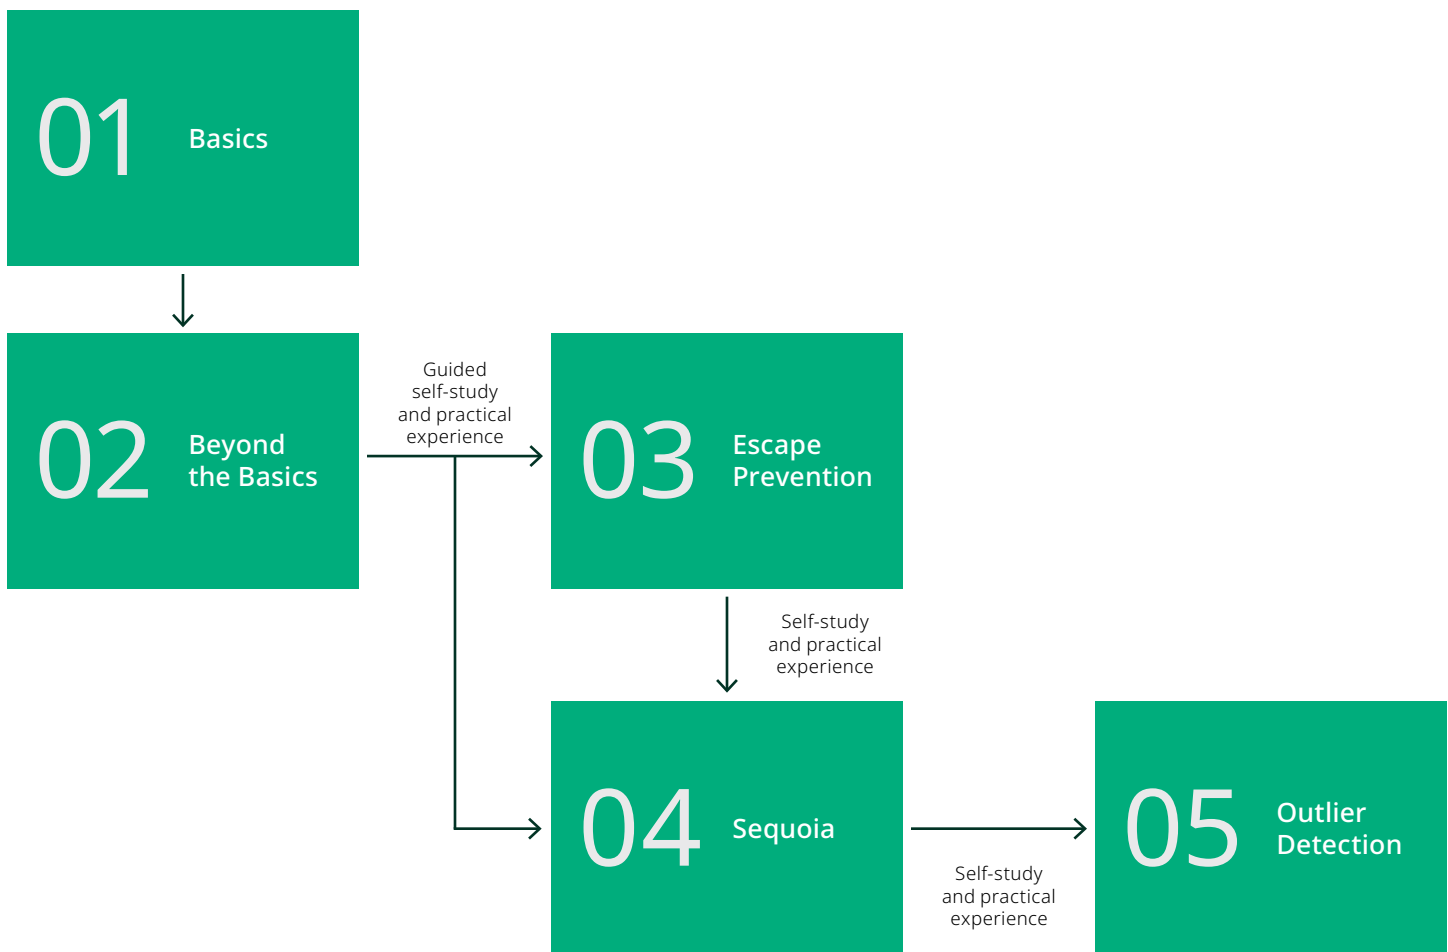 01
Basics
02
Beyond
the Basics
Guided
self-study
and practical
experience
03
Escape
Prevention
Self-study
and practical
experience
04
Sequoia
Self-study
and practical
experience
05
Outlier
Detection